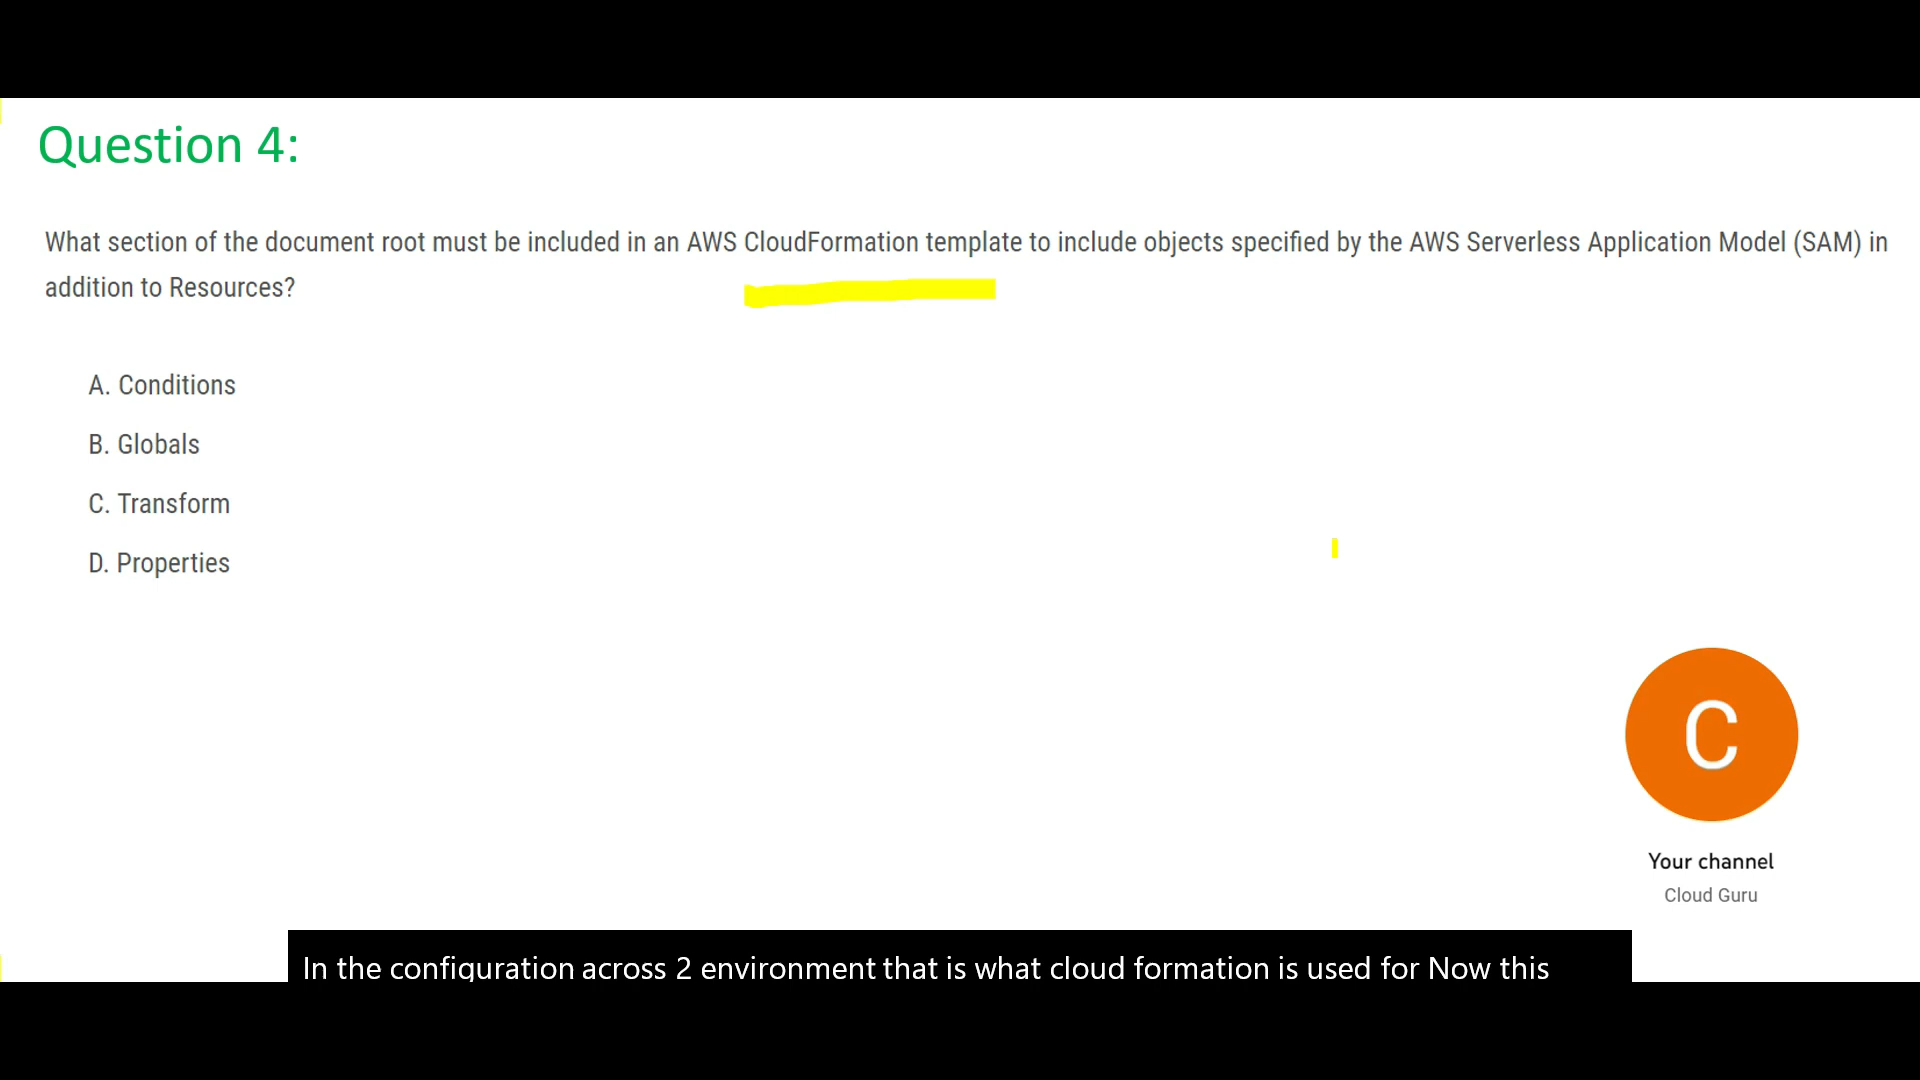 Question 4:
What section of the document root must be included in an AWS CloudFormation template to include objects specified by the AWS Serverless Application Model (SAM) in
addition to Resources?
A. Conditions
B. Globals
C. Transform
D. Properties
C
Your channel
Cloud Guru
In the configuration across 2 environment that is what cloud formation is used for Now this